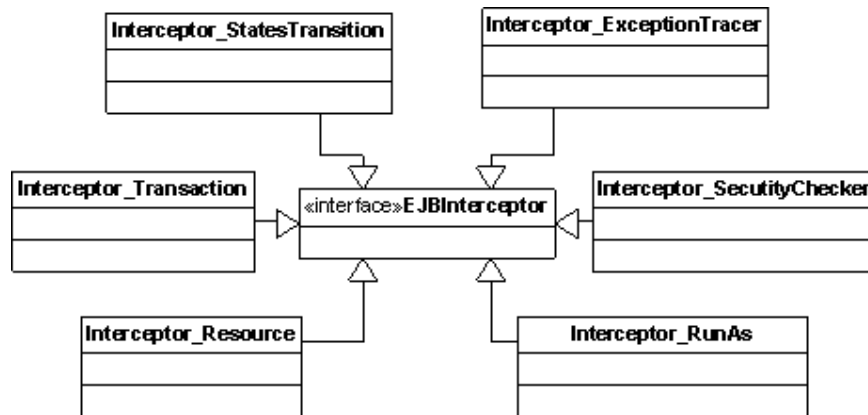 Interceptor_StatesTransition
Interceptor_ExceptionTracer
Interceptor_Transaction
«interface»EJBInterceptor
Interceptor_SecutityChecker
Interceptor_Resource
Interceptor_RunAs